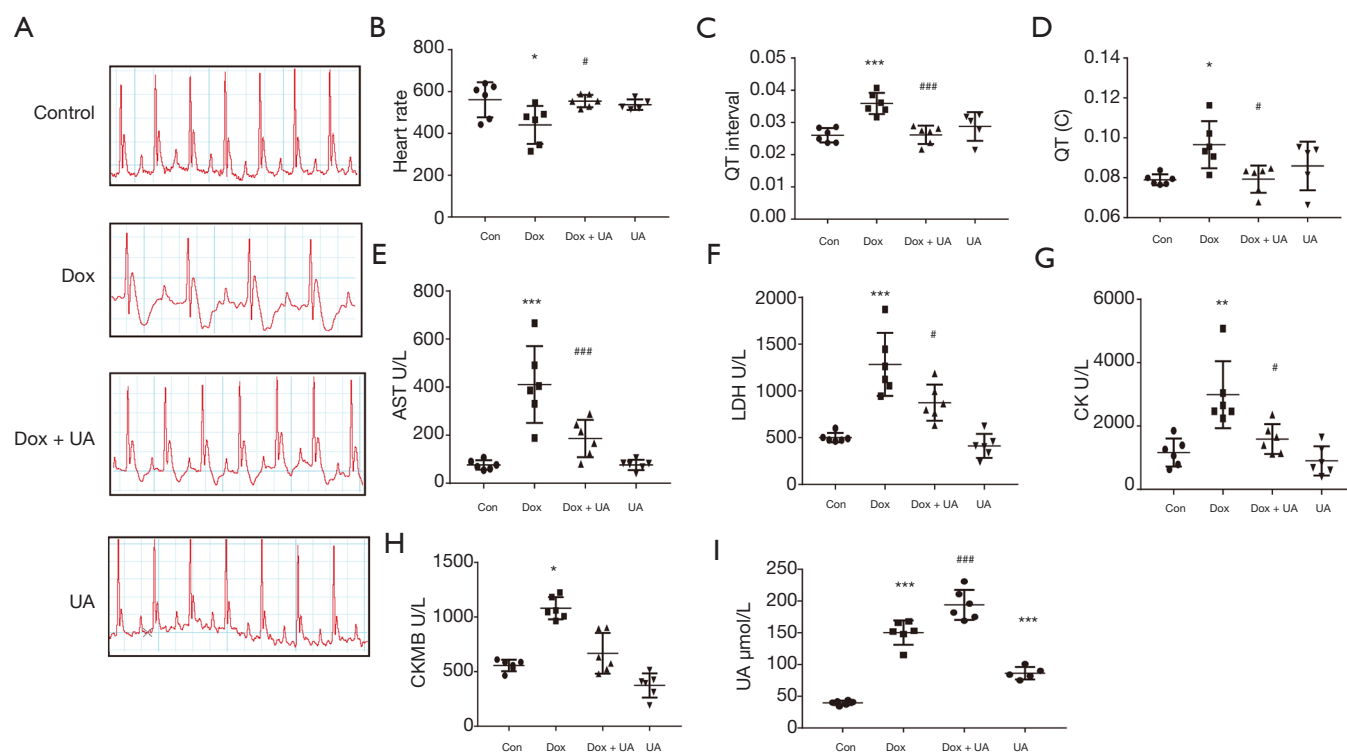 A
Control
Dox
Dox + UA
UA
B
Heart rate
800
600
400
200
0
*
#
Con
Dox
Dox + UA
UA
C
QT interval
0.05
0.04
0.03
0.02
0.01
0.00
***
###
Con
Dox
Dox + UA
UA
D
QT (C)
0.14
0.12
0.10
0.08
0.06
*
#
Con
Dox
Dox + UA
UA
E
AST U/L
800
600
400
200
0
***
###
Con
Dox
Dox + UA
UA
F
LDH U/L
2000
1500
1000
500
0
***
#
Con
Dox
Dox + UA
UA
G
CK U/L
6000
4000
2000
0
**
#
Con
Dox
Dox + UA
UA
H
CKMB U/L
1500
1000
500
0
*
Con
Dox
Dox + UA
UA
I
UA μmol/L
250
200
150
100
50
0
***
###
***
Con
Dox
Dox + UA
UA